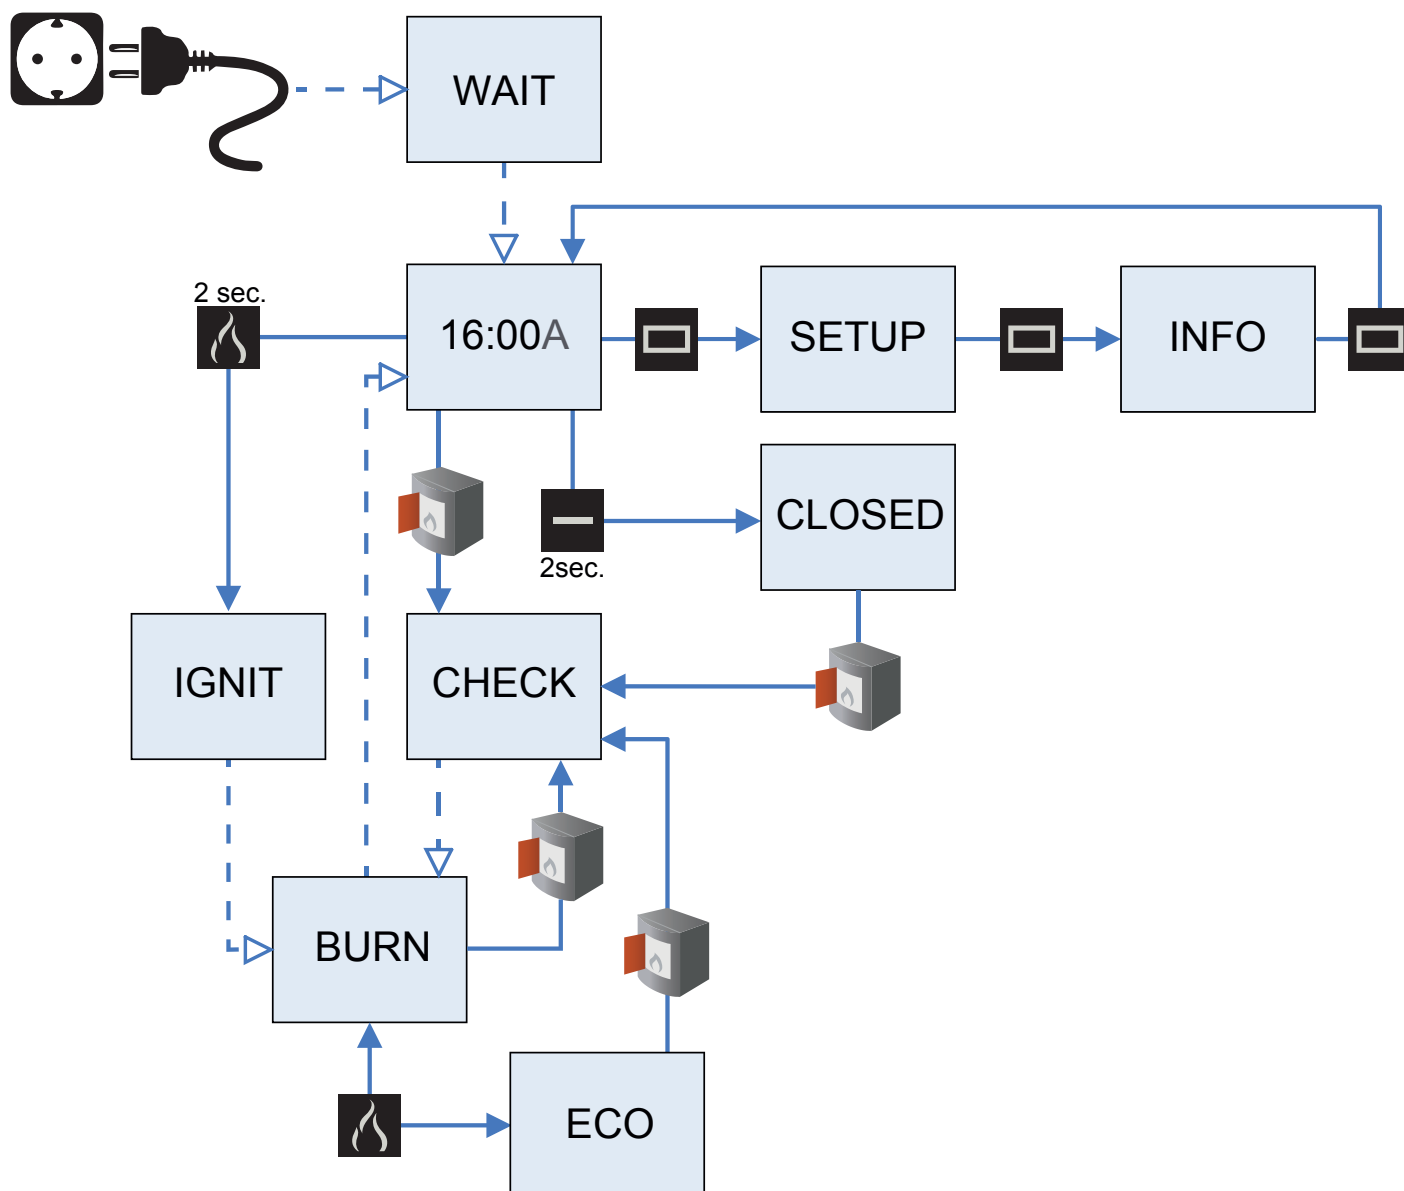 WAIT
2 sec.
16:00A
SETUP
INFO
CLOSED
2sec.
IGNIT
CHECK
BURN
ECO